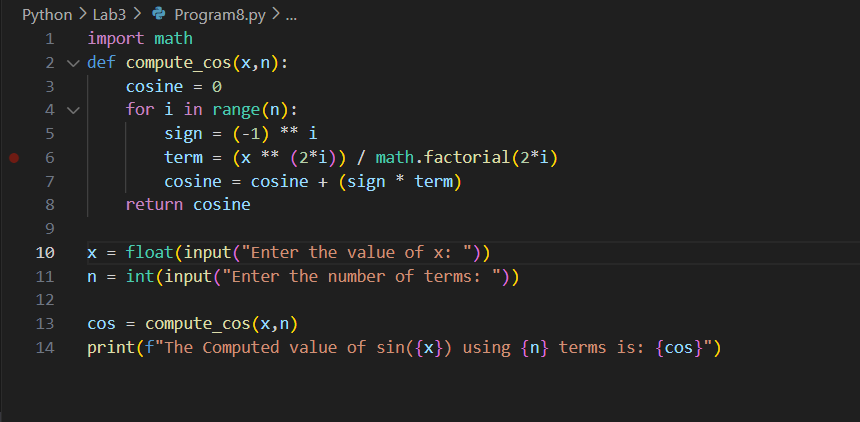 Python > Lab3 > Program8.py > ...
1 import math
2 def compute_cos(x,n):
3     cosine = 0
4     for i in range(n):
5         sign = (-1) ** i
6         term = (x ** (2*i)) / math.factorial(2*i)
7         cosine = cosine + (sign * term)
8     return cosine
9
10 x = float(input("Enter the value of x: "))
11 n = int(input("Enter the number of terms: "))
12
13 cos = compute_cos(x,n)
14 print(f"The Computed value of sin({x}) using {n} terms is: {cos}")